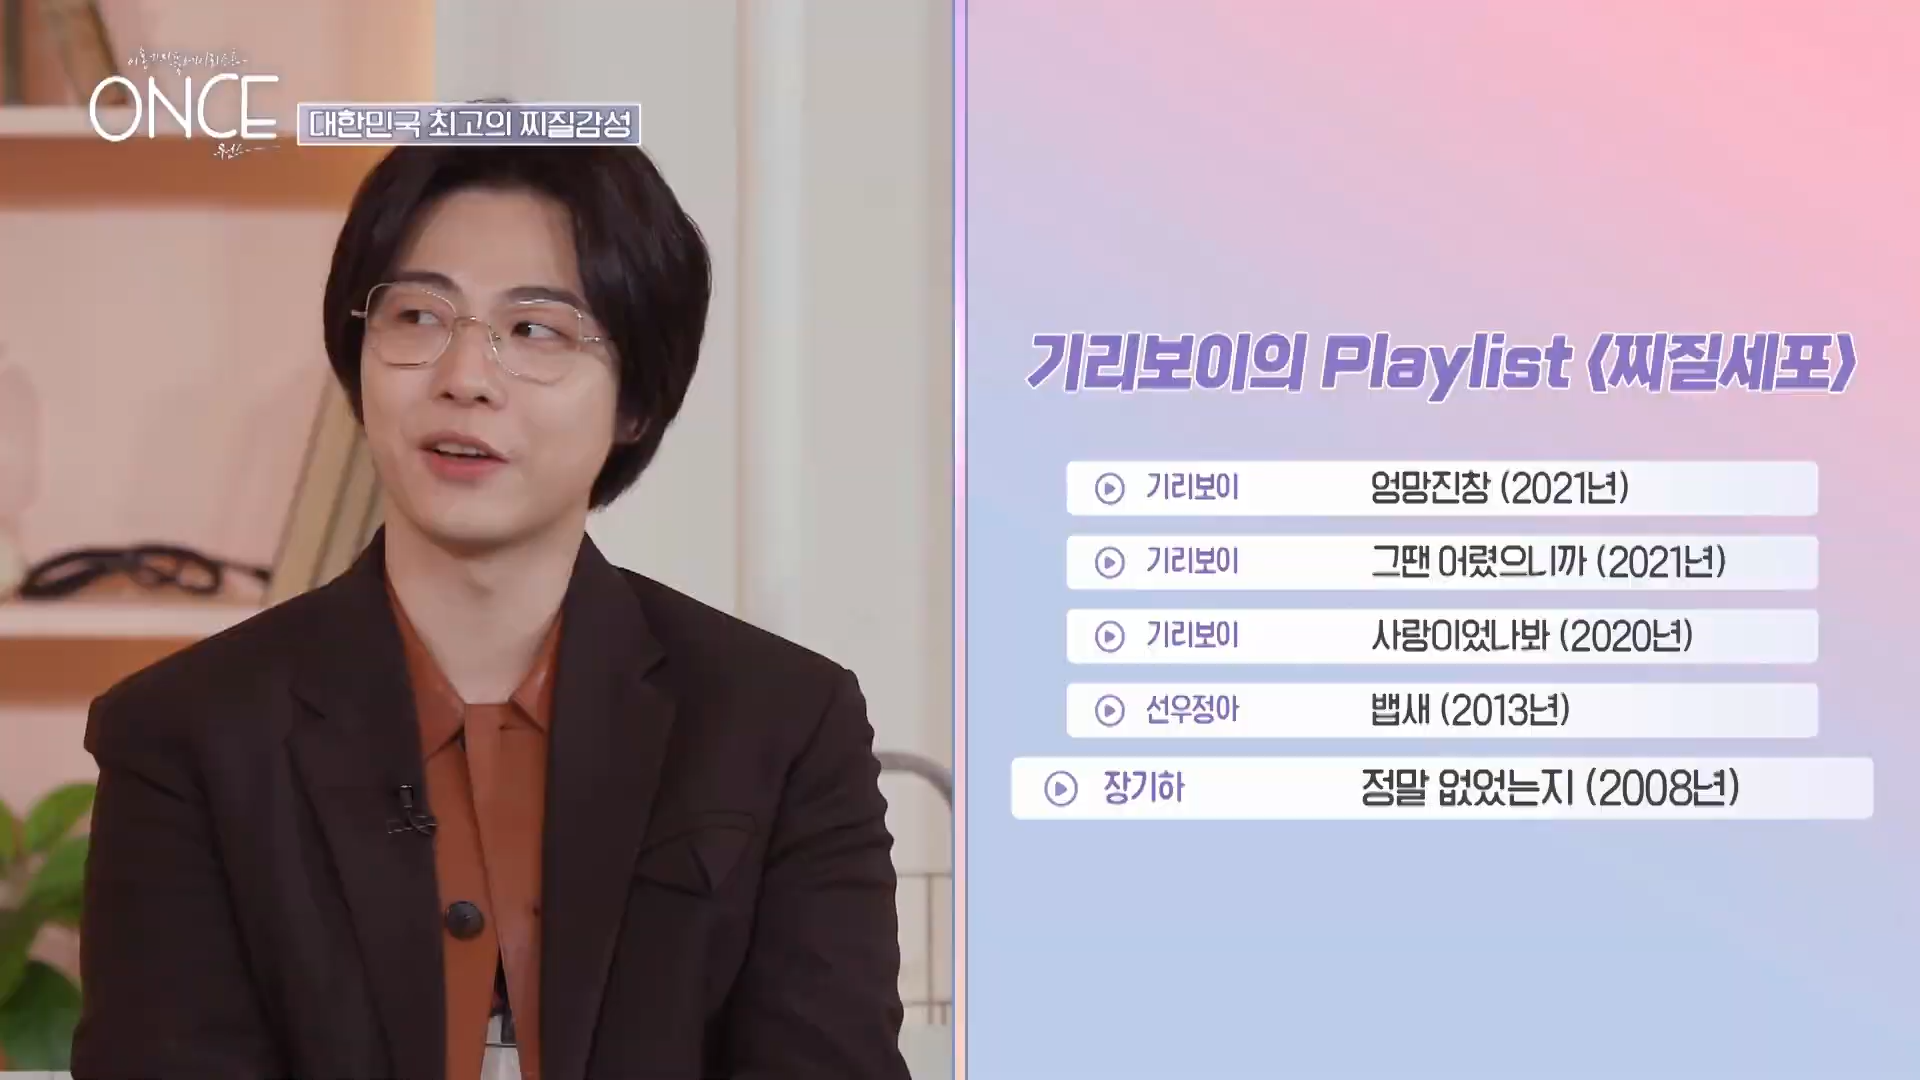 ONCE
원스
대한민국 최고의 찌질감성
기리보이의 Playlist <찌질세포>
기리보이 엉망진창 (2021년)
기리보이 그땐 어렸으니까 (2021년)
기리보이 사랑이었나봐 (2020년)
선우정아 뱁새 (2013년)
장기하 정말 없었는지 (2008년)